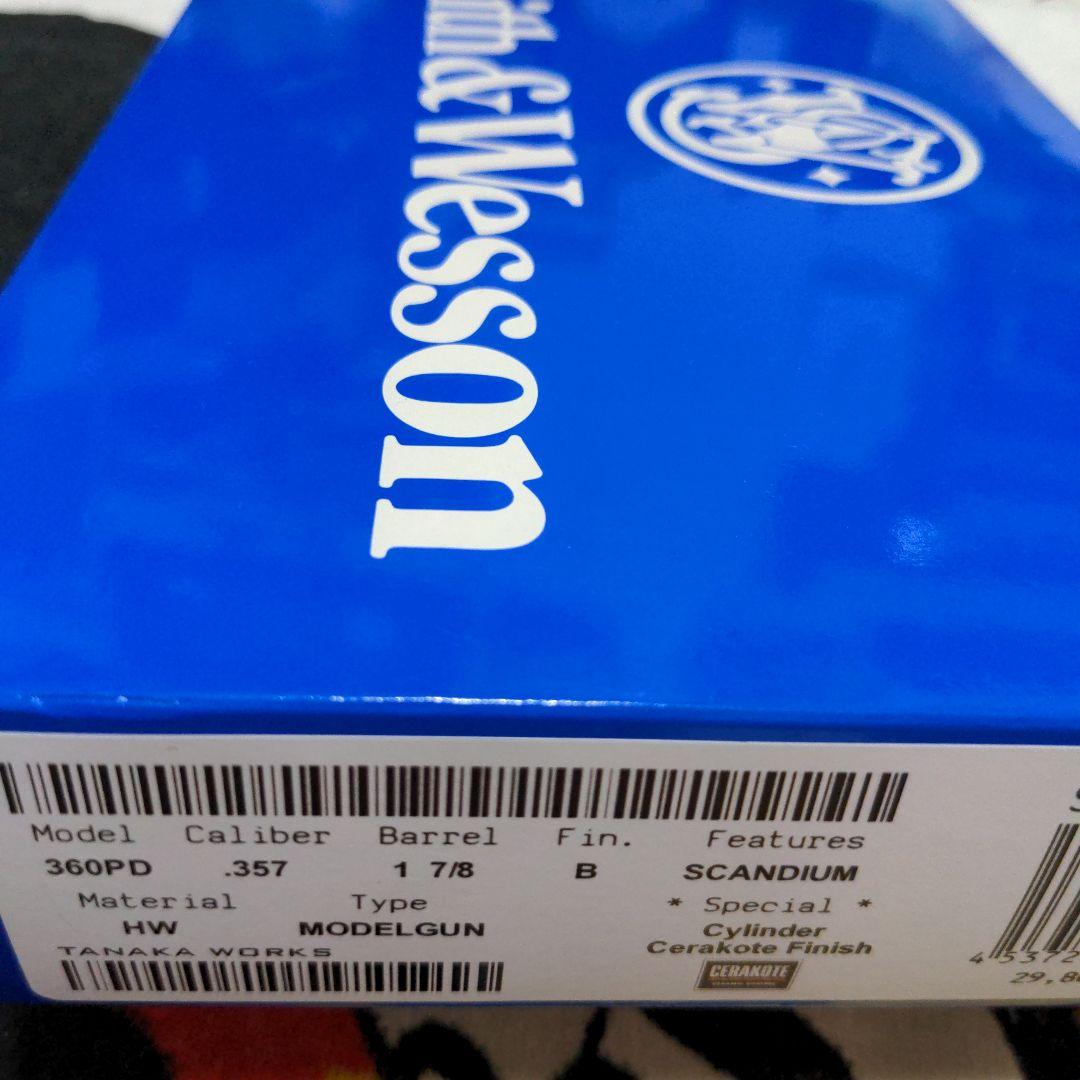 ith&Wesson
Model Caliber Barrel Fin. Features
360PD .357 1 7/8 B SCANDIUM
Material Type * Special *
HW MODELGUN Cylinder
Cerakote Finish
TANAKA WORKS
CERAKOTE